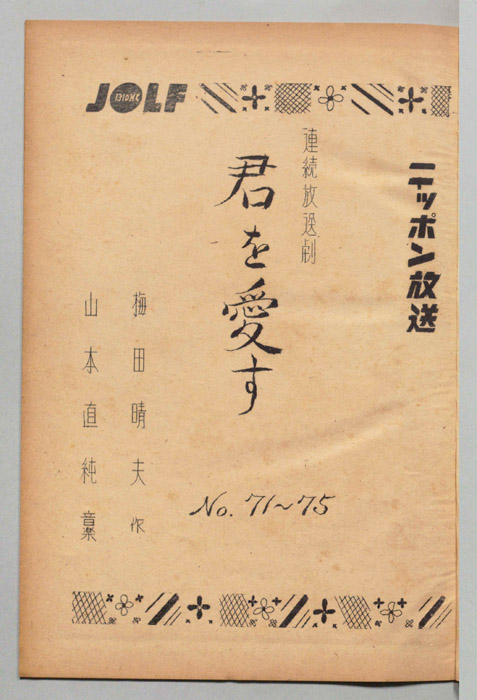 JOLF
1310KC
ニッポン放送
連続放送劇
君を愛す
梅田晴夫 作
山本直純 音楽
No. 71~75